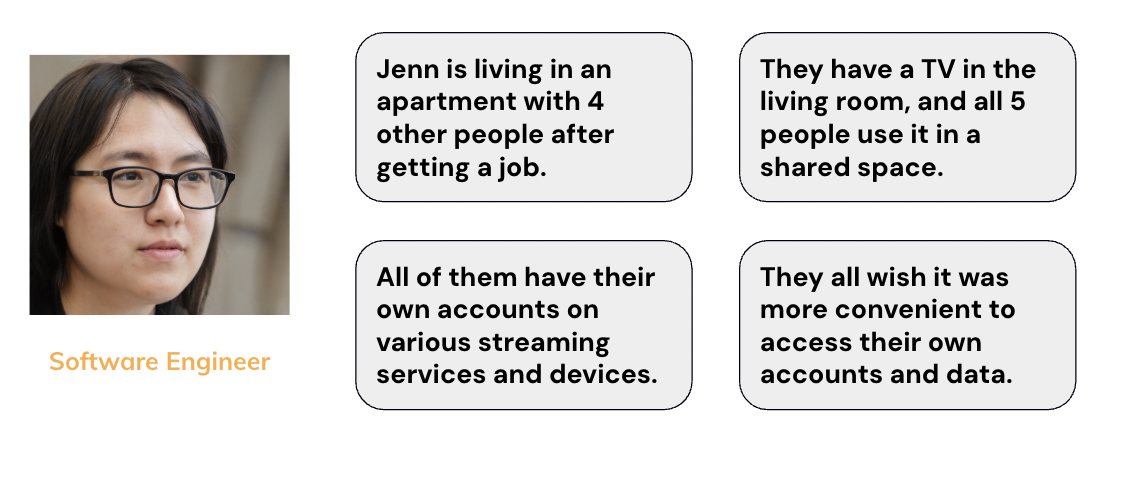 Jenn is living in an
apartment with 4
other people after
getting a job.
They have a TV in the
living room, and all 5
people use it in a
shared space.
Software Engineer
All of them have their
own accounts on
various streaming
services and devices.
They all wish it was
more convenient to
access their own
accounts and data.